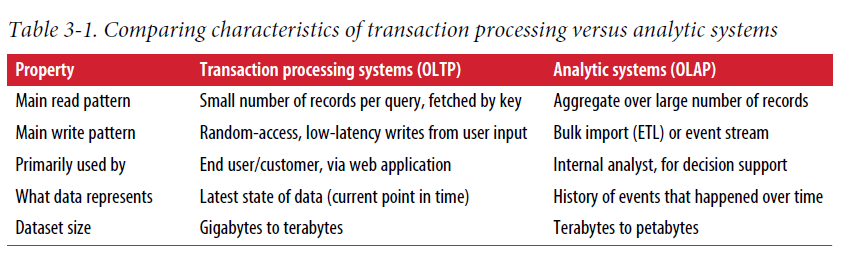 Table 3-1. Comparing characteristics of transaction processing versus analytic systems
Property Transaction processing systems (OLTP) Analytic systems (OLAP)
Main read pattern Small number of records per query, fetched by key Aggregate over large number of records
Main write pattern Random-access, low-latency writes from user input Bulk import (ETL) or event stream
Primarily used by End user/customer, via web application Internal analyst, for decision support
What data represents Latest state of data (current point in time) History of events that happened over time
Dataset size Gigabytes to terabytes Terabytes to petabytes